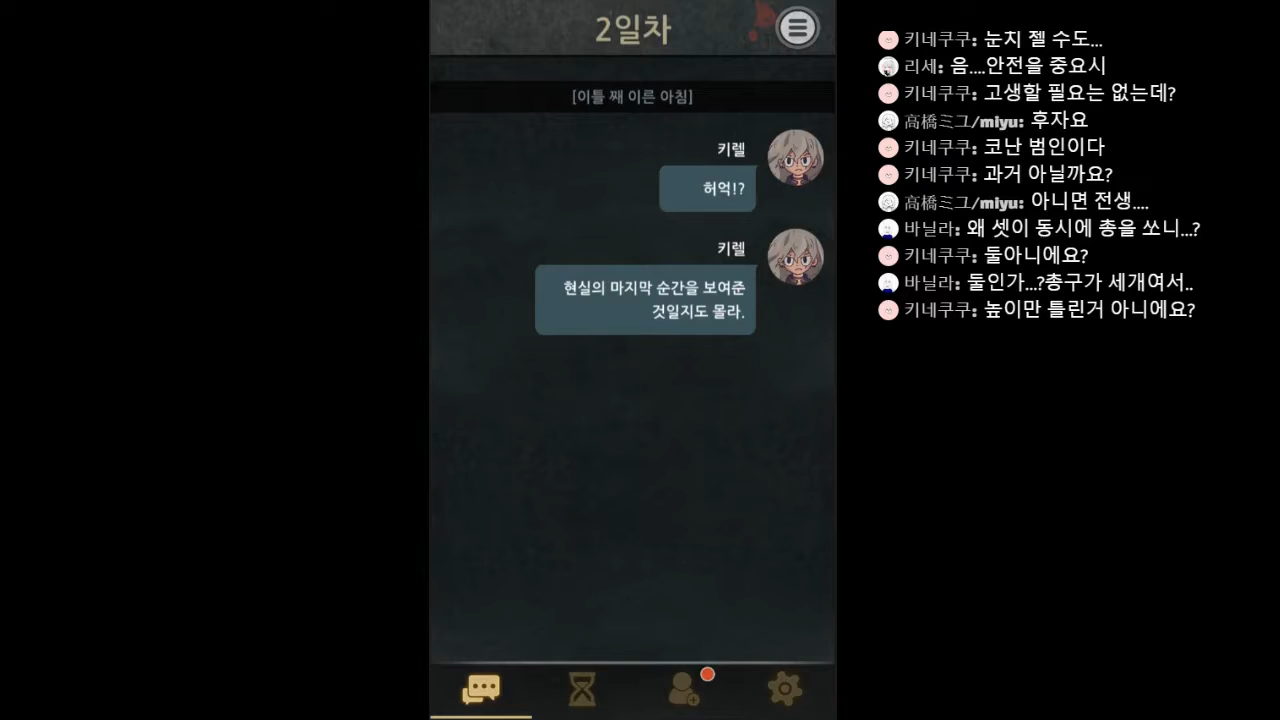 2일차
[이틀 째 이른 아침]
키렐
허억!?
키렐
현실의 마지막 순간을 보여준
것일지도 몰라.
키네쿠쿠: 눈치 젤 수도...
리세: 음....안전을 중요시
키네쿠쿠: 고생할 필요는 없는데?
高橋ミユ/miyu: 후자요
키네쿠쿠: 코난 범인이다
키네쿠쿠: 과거 아닐까요?
高橋ミユ/miyu: 아니면 전생....
바닐라: 왜 셋이 동시에 총을 쏘니...?
키네쿠쿠: 둘아니에요?
바닐라: 둘인가...?총구가 세개여서..
키네쿠쿠: 높이만 틀린거 아니에요?